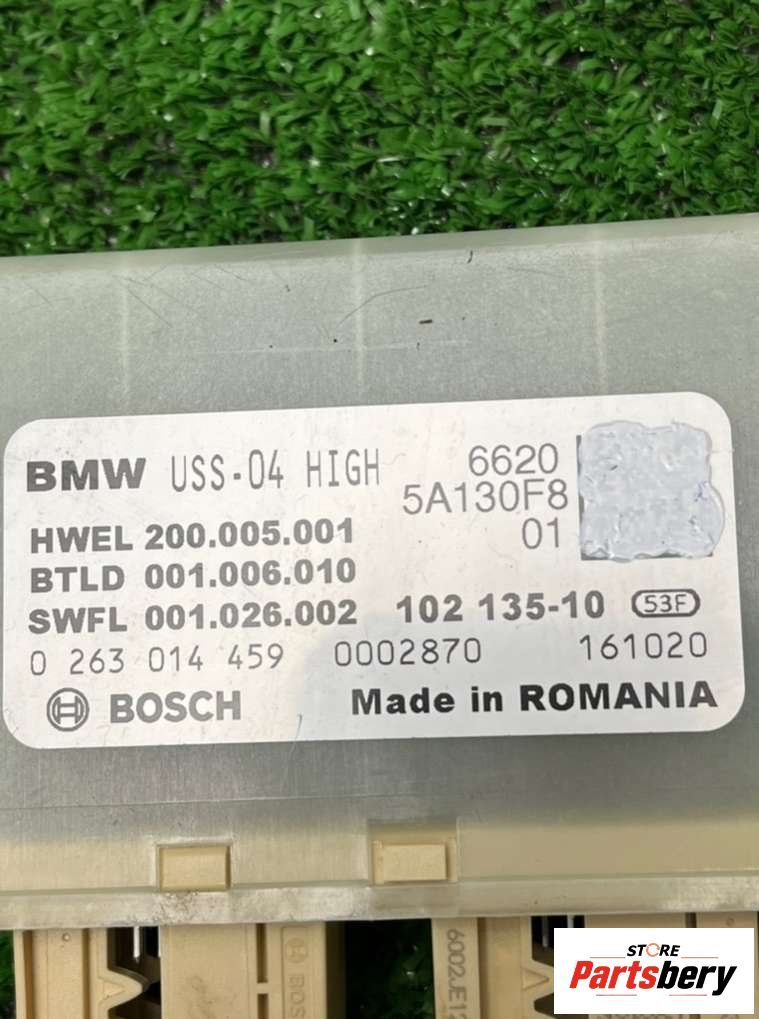 BMW USS-04 HIGH 6620
5A130F8
HWEL 200.005.001 01
BTLD 001.006.010
SWFL 001.026.002 102 135-10 53F
0 263 014 459 0002870 161020
BOSCH Made in ROMANIA
STORE
Partsbery